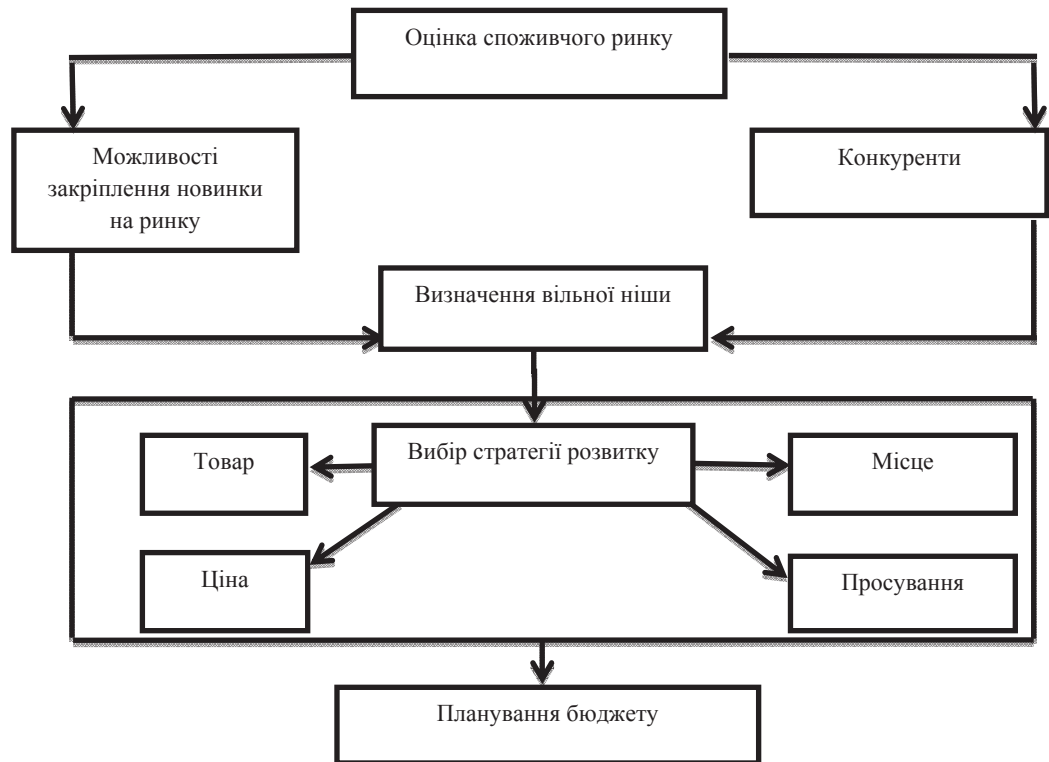 Оцінка споживчого ринку
Можливості
закріплення новинки
на ринку
Конкуренти
Визначення вільної ніши
Вибір стратегії розвитку
Товар
Місце
Ціна
Просування
Планування бюджету